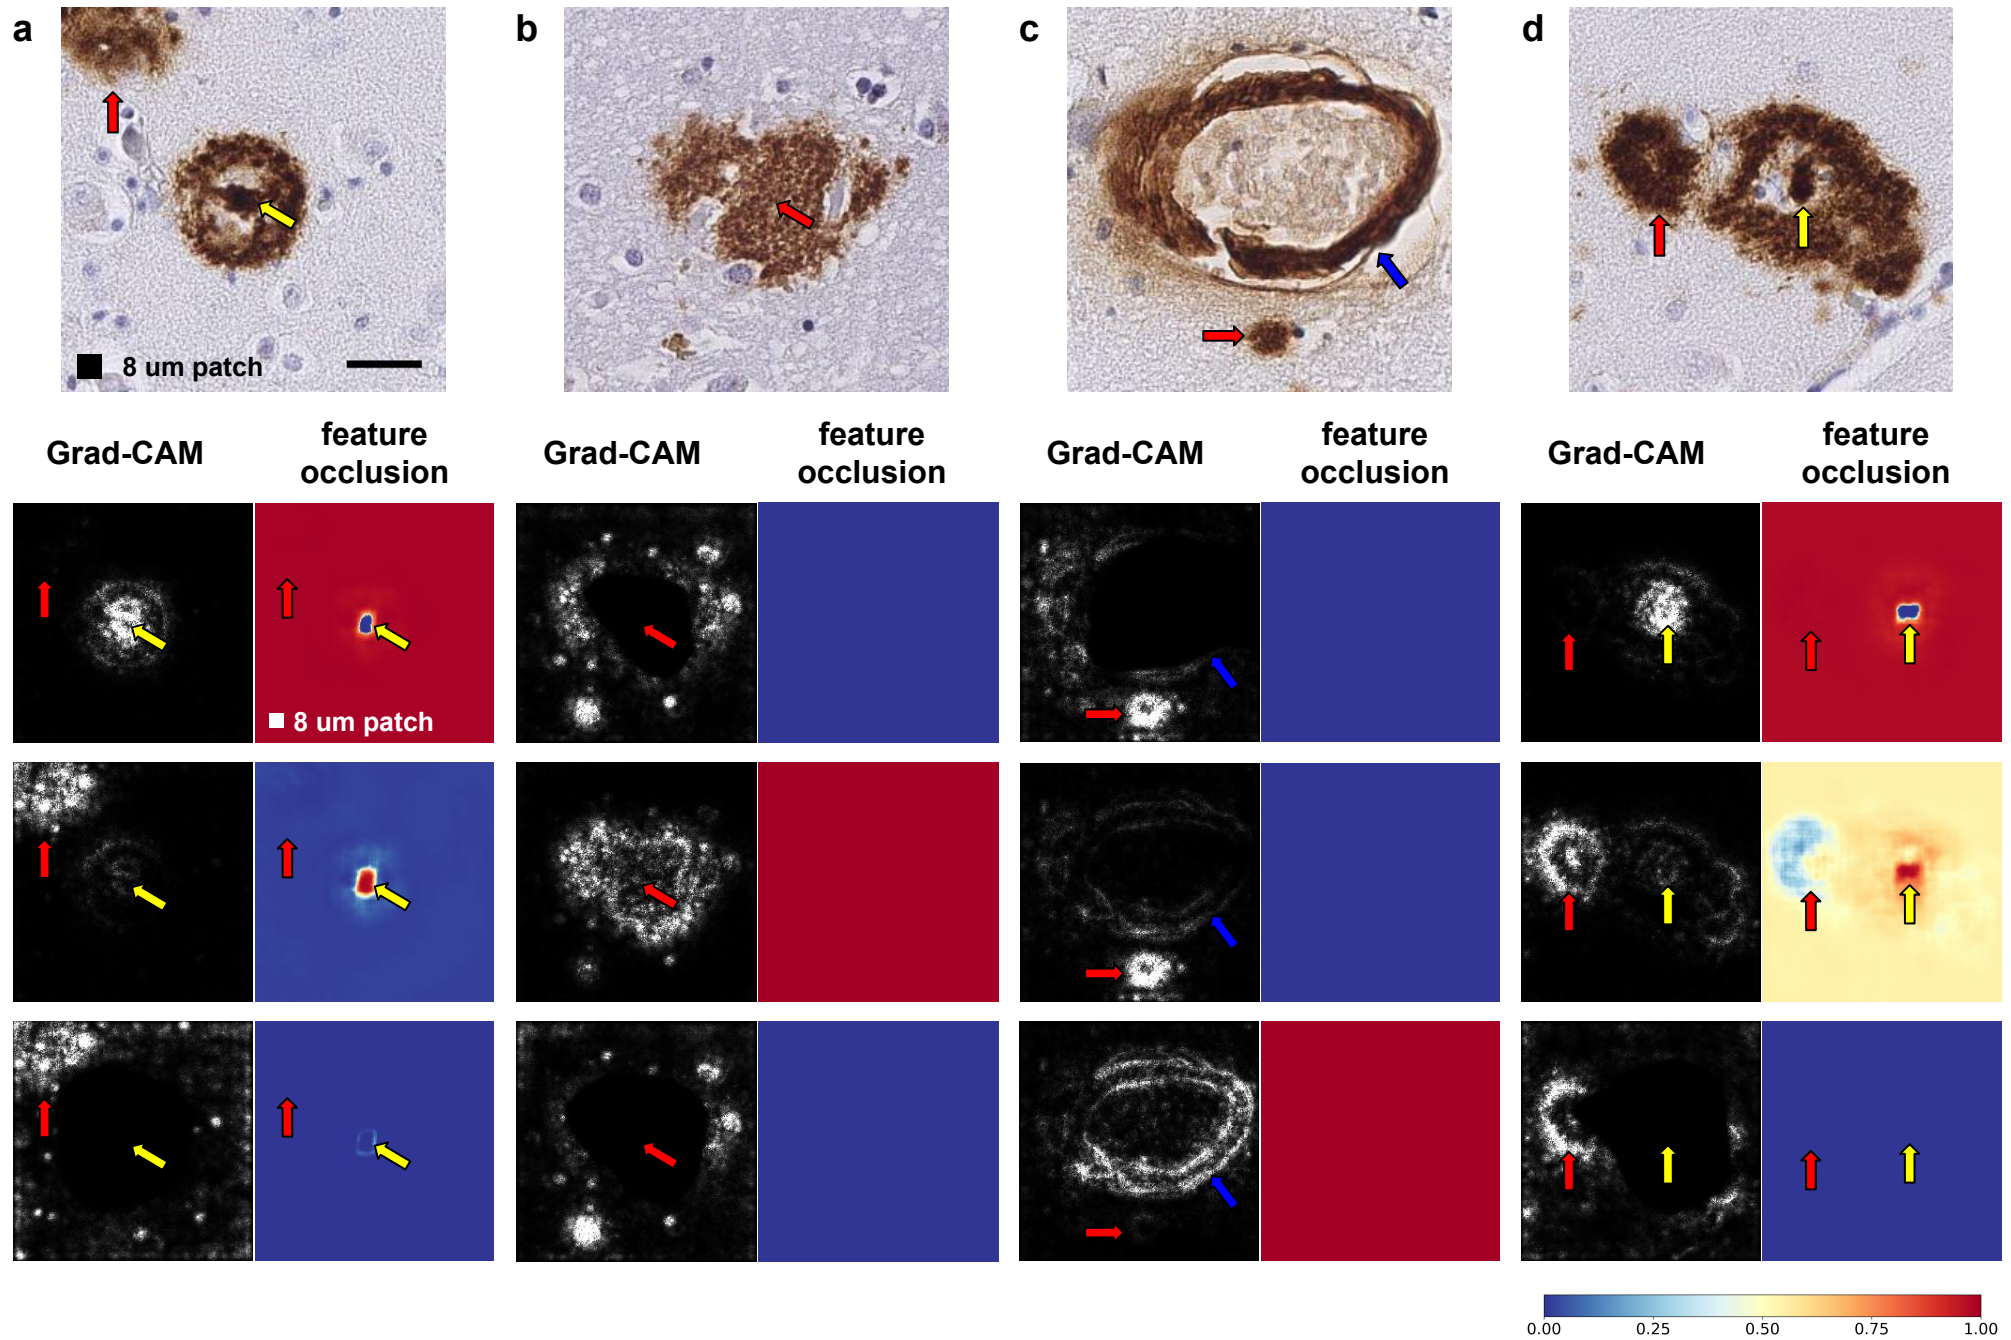 a
b
c
d
8 um patch
Grad-CAM
feature
occlusion
Grad-CAM
feature
occlusion
Grad-CAM
feature
occlusion
Grad-CAM
feature
occlusion
8 um patch
0.00 0.25 0.50 0.75 1.00